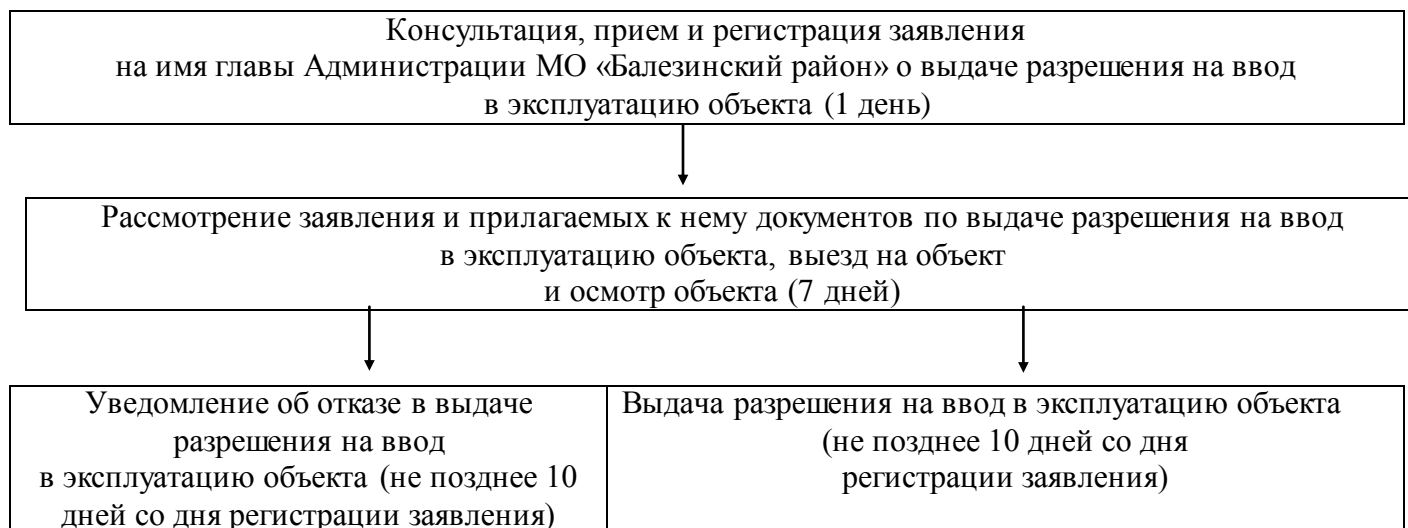 Консультация, прием и регистрация заявления
на имя главы Администрации МО «Балезинский район» о выдаче разрешения на ввод
в эксплуатацию объекта (1 день)
Рассмотрение заявления и прилагаемых к нему документов по выдаче разрешения на ввод
в эксплуатацию объекта, выезд на объект
и осмотр объекта (7 дней)
Уведомление об отказе в выдаче
разрешения на ввод
в эксплуатацию объекта (не позднее 10
дней со дня регистрации заявления)
Выдача разрешения на ввод в эксплуатацию объекта
(не позднее 10 дней со дня
регистрации заявления)